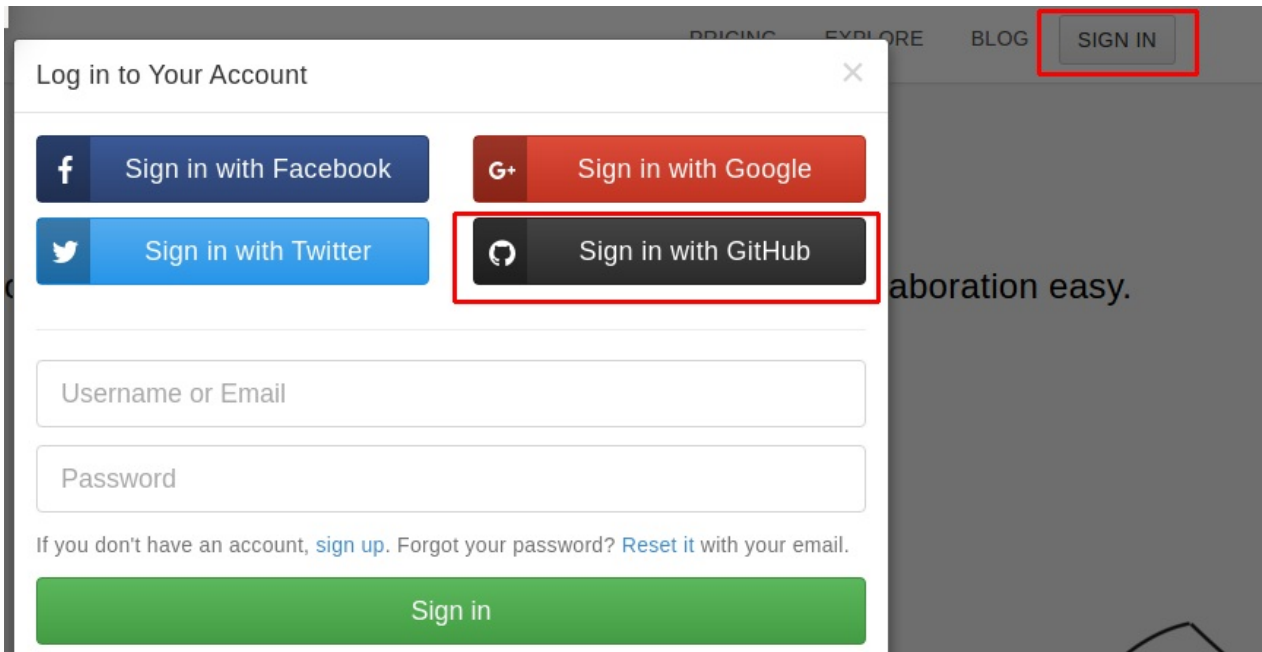 PRICING EXPLORE BLOG SIGN IN
Log in to Your Account ×
f Sign in with Facebook
G+ Sign in with Google
Sign in with Twitter
Sign in with GitHub
aboration easy.
Username or Email
Password
If you don't have an account, sign up. Forgot your password? Reset it with your email.
Sign in